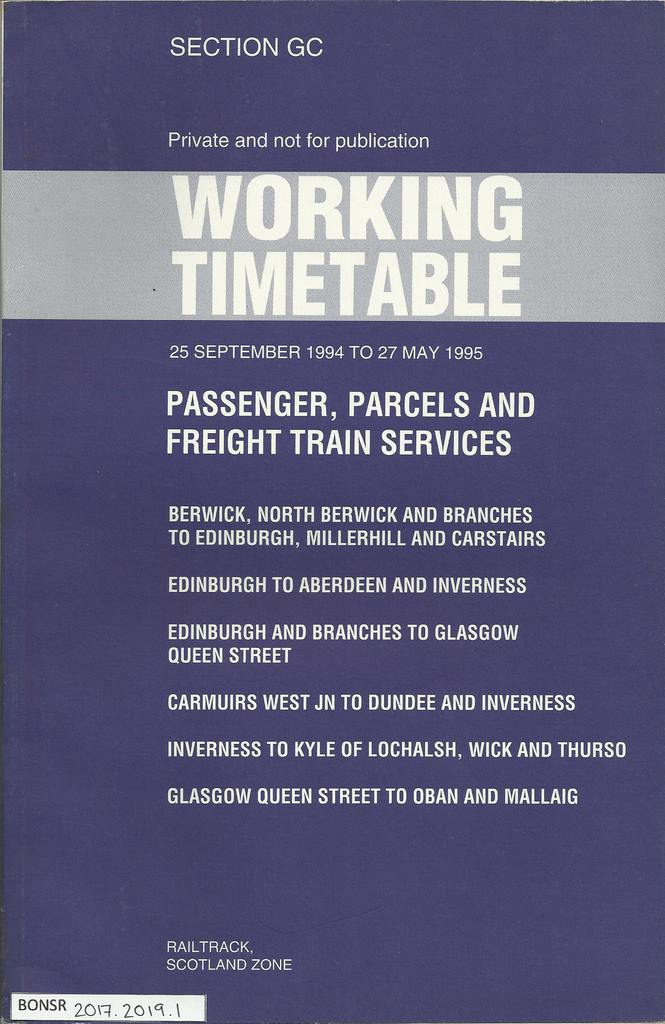 SECTION GC
Private and not for publication
WORKING
TIMETABLE
25 SEPTEMBER 1994 TO 27 MAY 1995
PASSENGER, PARCELS AND
FREIGHT TRAIN SERVICES
BERWICK, NORTH BERWICK AND BRANCHES
TO EDINBURGH, MILLERHILL AND CARSTAIRS
EDINBURGH TO ABERDEEN AND INVERNESS
EDINBURGH AND BRANCHES TO GLASGOW
QUEEN STREET
CARMUIRS WEST JN TO DUNDEE AND INVERNESS
INVERNESS TO KYLE OF LOCHALSH, WICK AND THURSO
GLASGOW QUEEN STREET TO OBAN AND MALLAIG
RAILTRACK,
SCOTLAND ZONE
BONSR 2017.2019.1